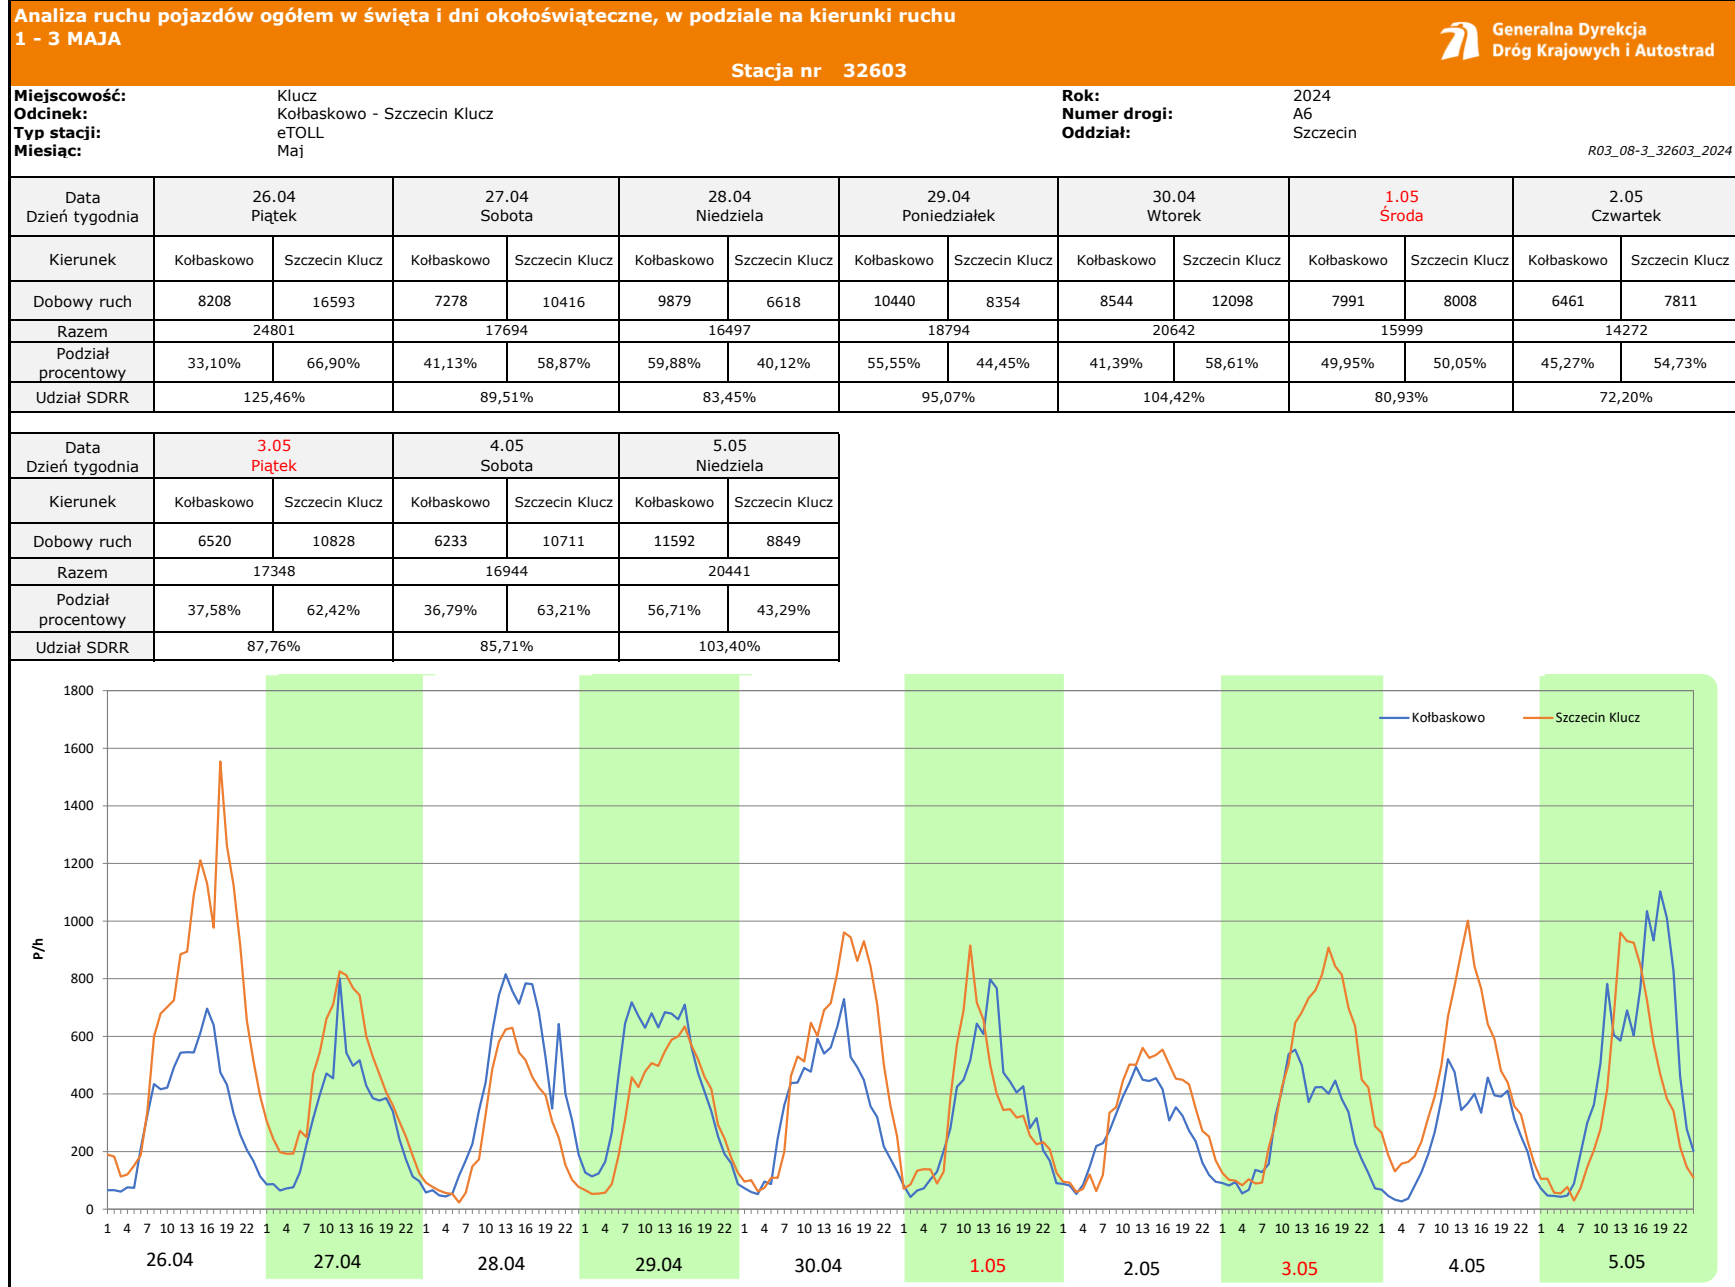 Analiza ruchu pojazdów ogółem w święta i dni okołoświąteczne, w podziale na kierunki ruchu
1 - 3 MAJA
Generalna Dyrekcja
Dróg Krajowych i Autostrad
Stacja nr 32603
Miejscowość: Klucz Rok: 2024
Odcinek: Kołbaskowo - Szczecin Klucz Numer drogi: A6
Typ stacji: eTOLL Oddział: Szczecin
Miesiąc: Maj R03_08-3_32603_2024
Data 26.04 27.04 28.04 29.04 30.04 1.05 2.05
Dzień tygodnia Piątek Sobota Niedziela Poniedziałek Wtorek Środa Czwartek
Kierunek Kołbaskowo Szczecin Klucz Kołbaskowo Szczecin Klucz Kołbaskowo Szczecin Klucz Kołbaskowo Szczecin Klucz Kołbaskowo Szczecin Klucz Kołbaskowo Szczecin Klucz Kołbaskowo Szczecin Klucz
Dobowy ruch 8208 16593 7278 10416 9879 6618 10440 8354 8544 12098 7991 8008 6461 7811
Razem 24801 17694 16497 18794 20642 15999 14272
Podział
procentowy 33,10% 66,90% 41,13% 58,87% 59,88% 40,12% 55,55% 44,45% 41,39% 58,61% 49,95% 50,05% 45,27% 54,73%
Udział SDRR 125,46% 89,51% 83,45% 95,07% 104,42% 80,93% 72,20%
Data 3.05 4.05 5.05
Dzień tygodnia Piątek Sobota Niedziela
Kierunek Kołbaskowo Szczecin Klucz Kołbaskowo Szczecin Klucz Kołbaskowo Szczecin Klucz
Dobowy ruch 6520 10828 6233 10711 11592 8849
Razem 17348 16944 20441
Podział
procentowy 37,58% 62,42% 36,79% 63,21% 56,71% 43,29%
Udział SDRR 87,76% 85,71% 103,40%
1800
Kołbaskowo Szczecin Klucz
1600
1400
1200
1000
P/h
800
600
400
200
0
1 4 7 10 13 16 19 22 1 4 7 10 13 16 19 22 1 4 7 10 13 16 19 22 1 4 7 10 13 16 19 22 1 4 7 10 13 16 19 22 1 4 7 10 13 16 19 22 1 4 7 10 13 16 19 22 1 4 7 10 13 16 19 22 1 4 7 10 13 16 19 22 1 4 7 10 13 16 19 22
26.04 27.04 28.04 29.04 30.04 1.05 2.05 3.05 4.05 5.05